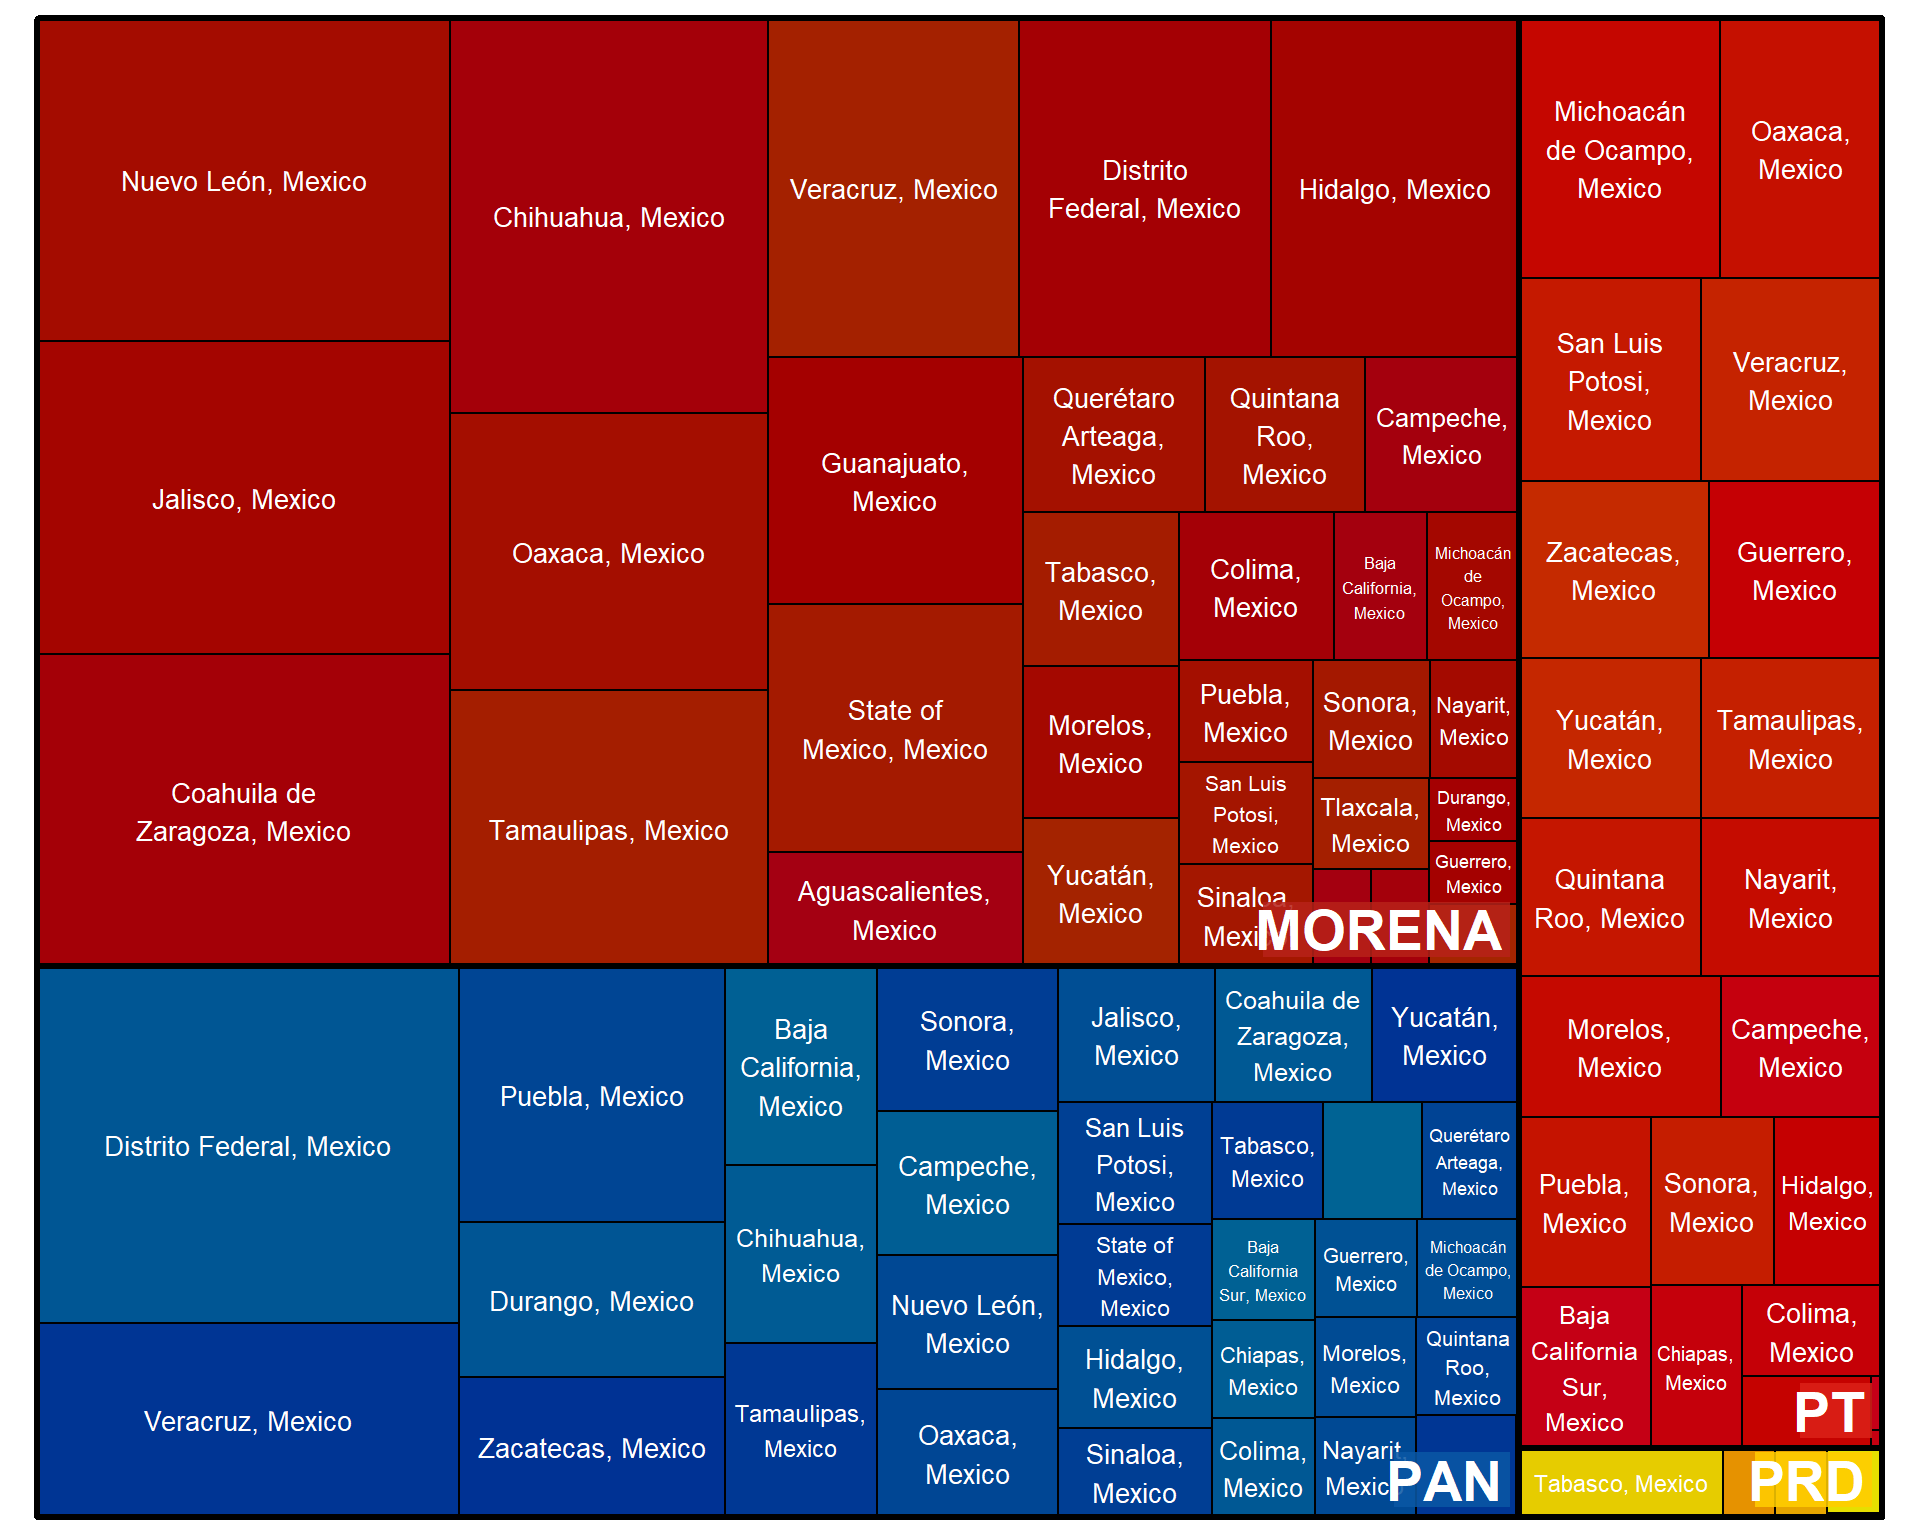 Nuevo León, Mexico
Jalisco, Mexico
Coahuila de
Zaragoza, Mexico
Chihuahua, Mexico
Oaxaca, Mexico
Tamaulipas, Mexico
Veracruz, Mexico
Distrito
Federal, Mexico
Hidalgo, Mexico
Guanajuato,
Mexico
State of
Mexico, Mexico
Aguascalientes,
Mexico
Querétaro
Arteaga,
Mexico
Quintana
Roo,
Mexico
Campeche,
Mexico
Tabasco,
Mexico
Morelos,
Mexico
Yucatán,
Mexico
Colima,
Mexico
Baja
California,
Mexico
Michoacán
de
Ocampo,
Mexico
Puebla,
Mexico
San Luis
Potosi,
Mexico
Sinaloa,
Mexico
Sonora,
Mexico
Tlaxcala,
Mexico
Nayarit,
Mexico
Durango,
Mexico
Guerrero,
Mexico
MORENA
Distrito Federal, Mexico
Veracruz, Mexico
Puebla, Mexico
Durango, Mexico
Zacatecas, Mexico
Baja
California,
Mexico
Chihuahua,
Mexico
Tamaulipas,
Mexico
Sonora,
Mexico
Campeche,
Mexico
Nuevo León,
Mexico
Oaxaca,
Mexico
Jalisco,
Mexico
Coahuila de
Zaragoza,
Mexico
Yucatán,
Mexico
San Luis
Potosi,
Mexico
State of
Mexico,
Mexico
Hidalgo,
Mexico
Sinaloa,
Mexico
Tabasco,
Mexico
Querétaro
Arteaga,
Mexico
Baja
California
Sur, Mexico
Guerrero,
Mexico
Michoacán
de Ocampo,
Mexico
Chiapas,
Mexico
Morelos,
Mexico
Quintana
Roo,
Mexico
Colima,
Mexico
Nayarit,
Mexico
PAN
Michoacán
de Ocampo,
Mexico
Oaxaca,
Mexico
San Luis
Potosi,
Mexico
Veracruz,
Mexico
Zacatecas,
Mexico
Guerrero,
Mexico
Yucatán,
Mexico
Tamaulipas,
Mexico
Quintana
Roo, Mexico
Nayarit,
Mexico
Morelos,
Mexico
Campeche,
Mexico
Puebla,
Mexico
Sonora,
Mexico
Hidalgo,
Mexico
Baja
California
Sur,
Mexico
Chiapas,
Mexico
Colima,
Mexico
PT
Tabasco, Mexico
PRD